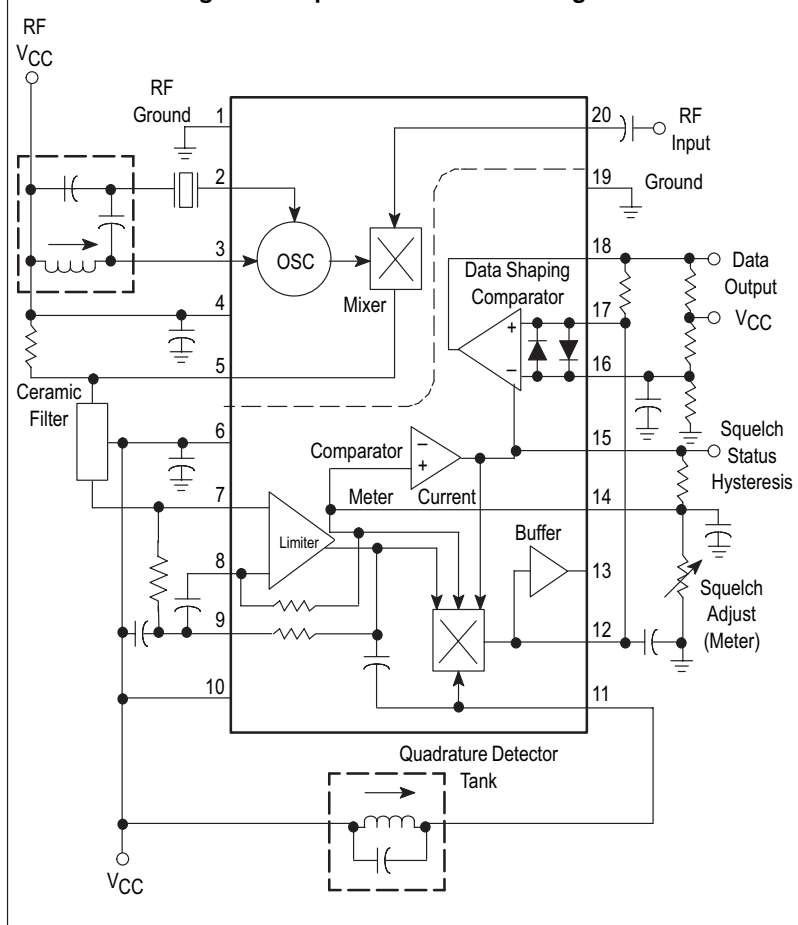 RF
VCC
RF
Ground
1
20
RF
Input
2
19
Ground
3
OSC
18
Data
Output
Mixer
Data Shaping
Comparator
4
17
VCC
+
5
16
−
Ceramic
Filter
6
15
Squelch
Status
Hysteresis
Comparator
−
+
7
Meter
Current
14
Limiter
Buffer
8
13
Squelch
Adjust
(Meter)
9
12
10
11
Quadrature Detector
Tank
VCC